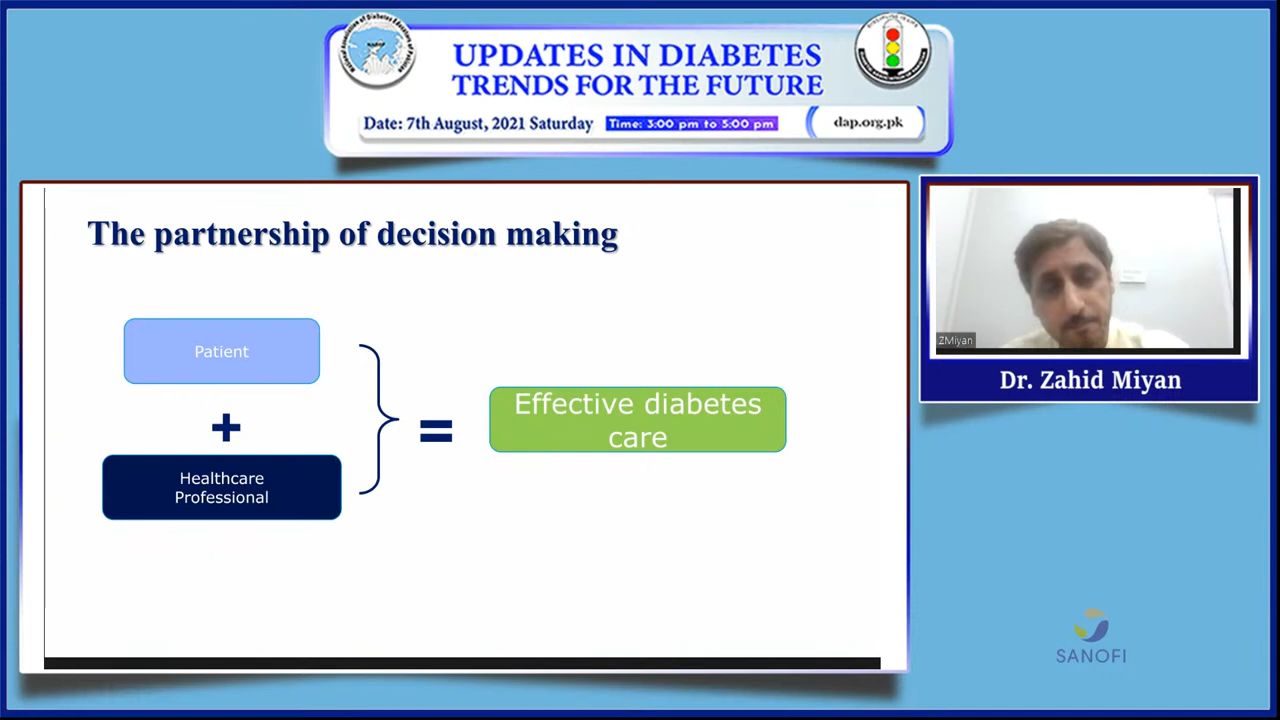 UPDATES IN DIABETES
TRENDS FOR THE FUTURE
Date: 7th August, 2021 Saturday
Time: 3:00 pm to 5:00 pm
dap.org.pk
The partnership of decision making
Patient
+
Healthcare
Professional
=
Effective diabetes
care
ZMiyan
Dr. Zahid Miyan
SANOFI